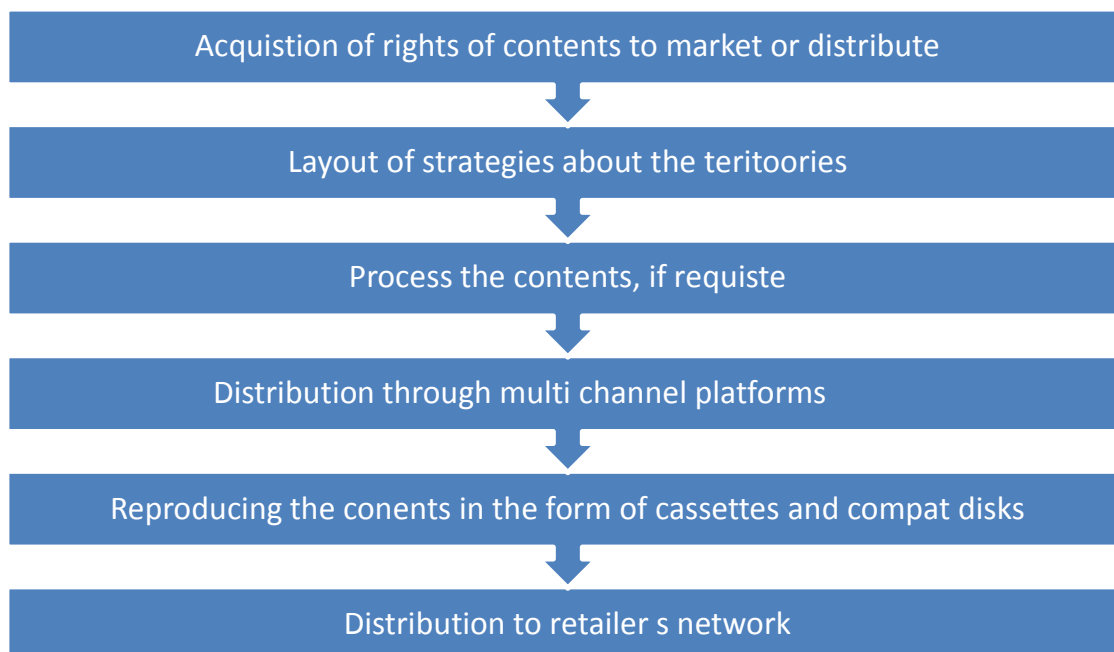 Acquistion of rights of contents to market or distribute
Layout of strategies about the teritoories
Process the contents, if requiste
Distribution through multi channel platforms
Reproducing the conents in the form of cassettes and compat disks
Distribution to retailer s network